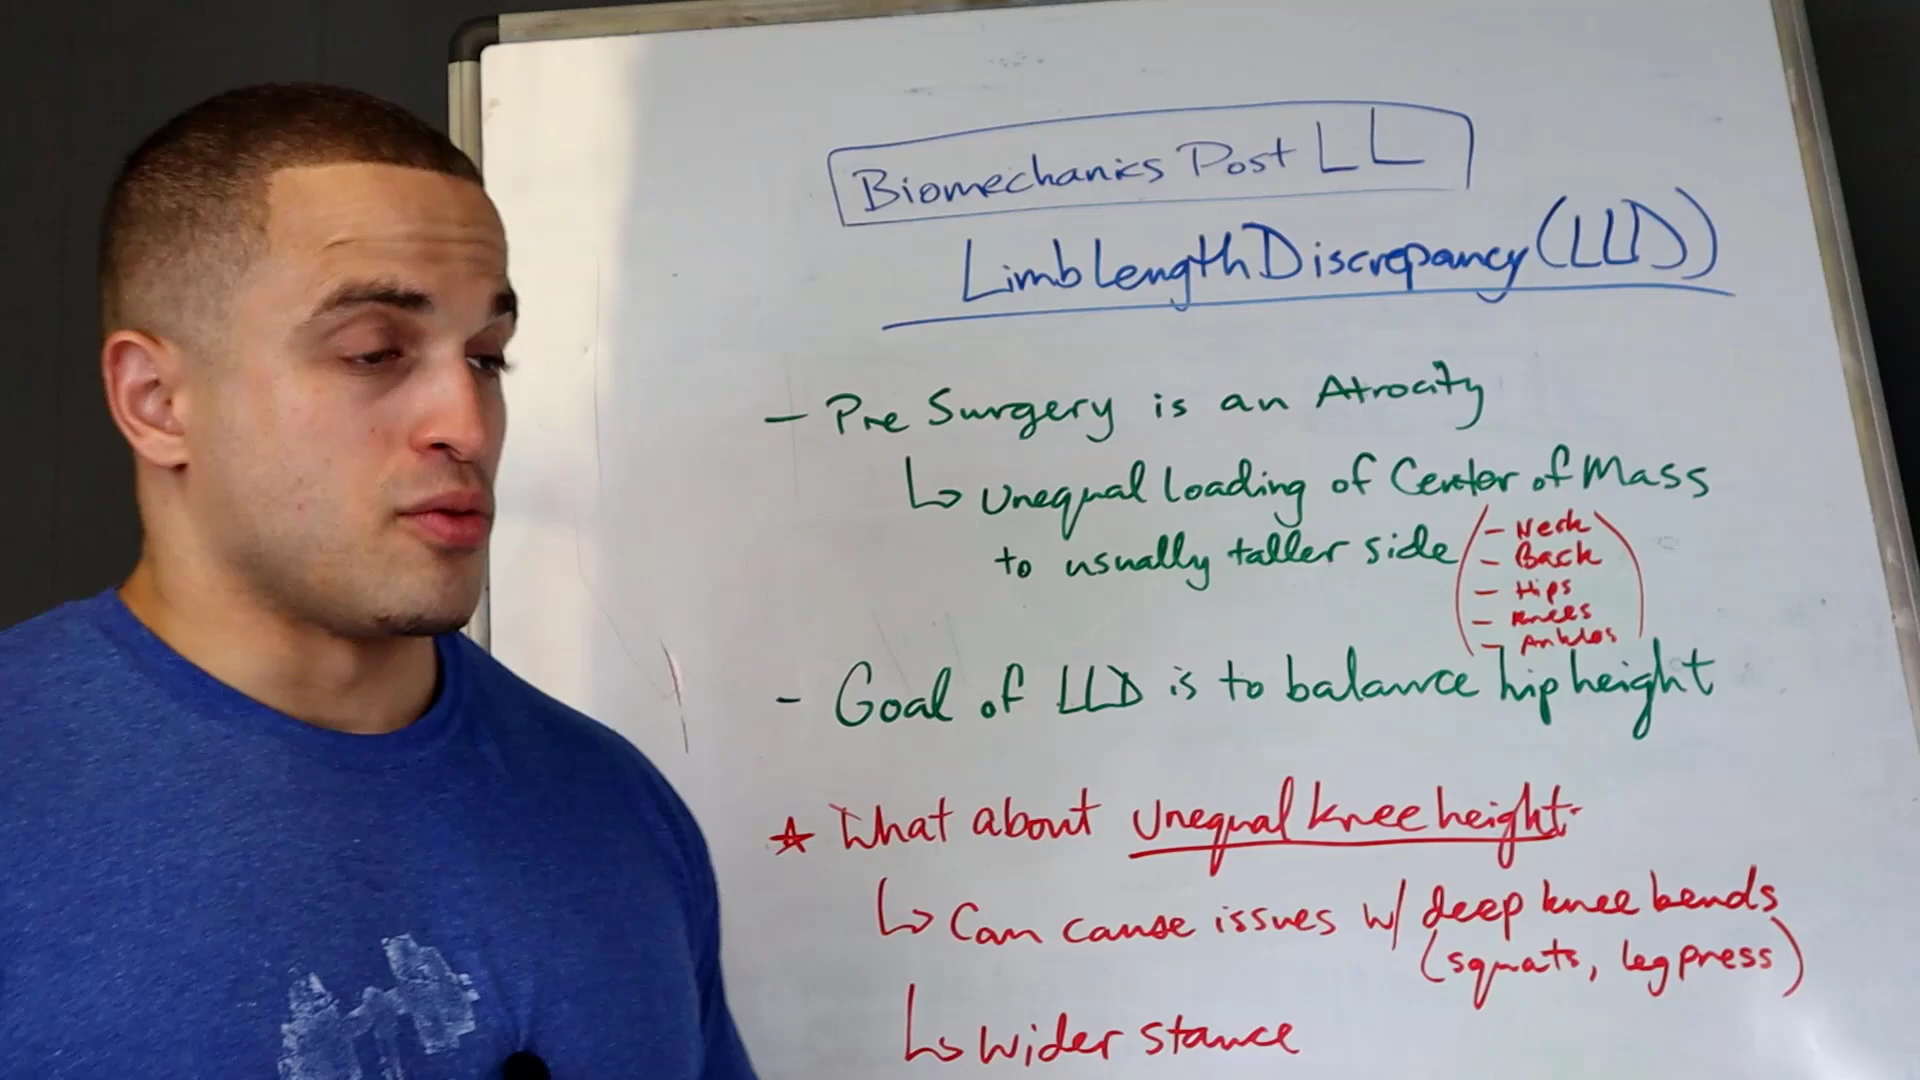 Biomechanics Post LL
Limb Length Discrepancy (LLD)
- Pre Surgery is an Atrocity
↳ unequal loading of Center of Mass
to usually taller side
- Neck
- Back
- Hips
- Knees
- Ankles
- Goal of LLD is to balance hip height
☆ What about unequal knee height.
↳ Can cause issues w/ deep knee bends
(squats, leg press)
↳ wider stance